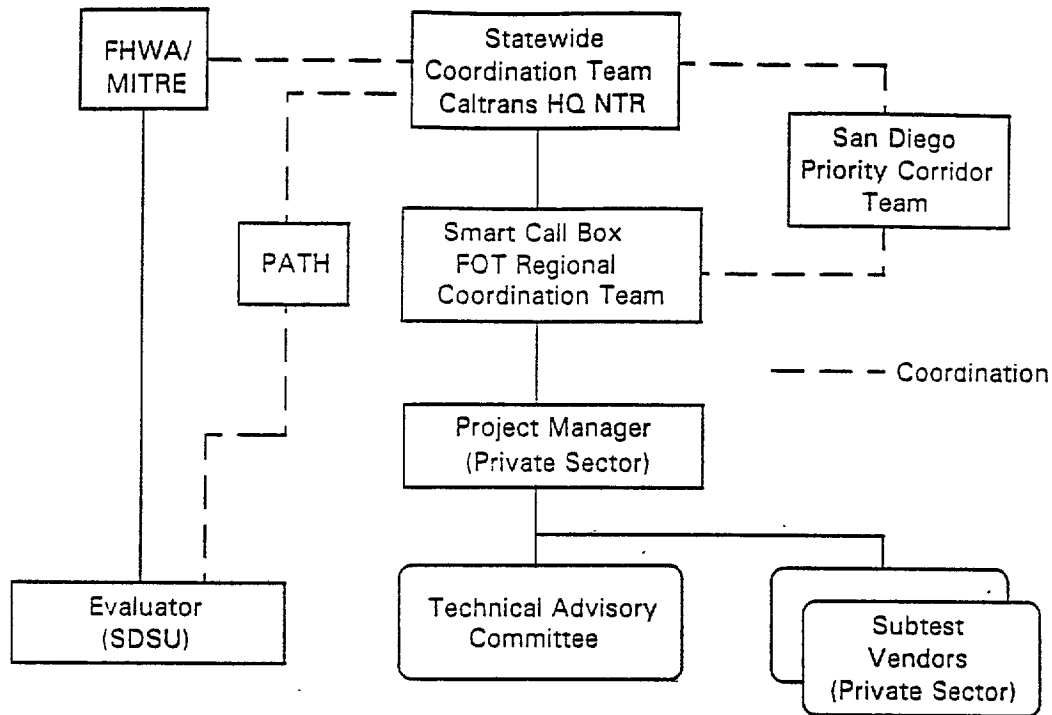 FHWA/
MITRE
Statewide
Coordination Team
Caltrans HQ NTR
San Diego
Priority Corridor
Team
PATH
Smart Call Box
FOT Regional
Coordination Team
Coordination
Project Manager
(Private Sector)
Evaluator
(SDSU)
Technical Advisory
Committee
Subtest
Vendors
(Private Sector)